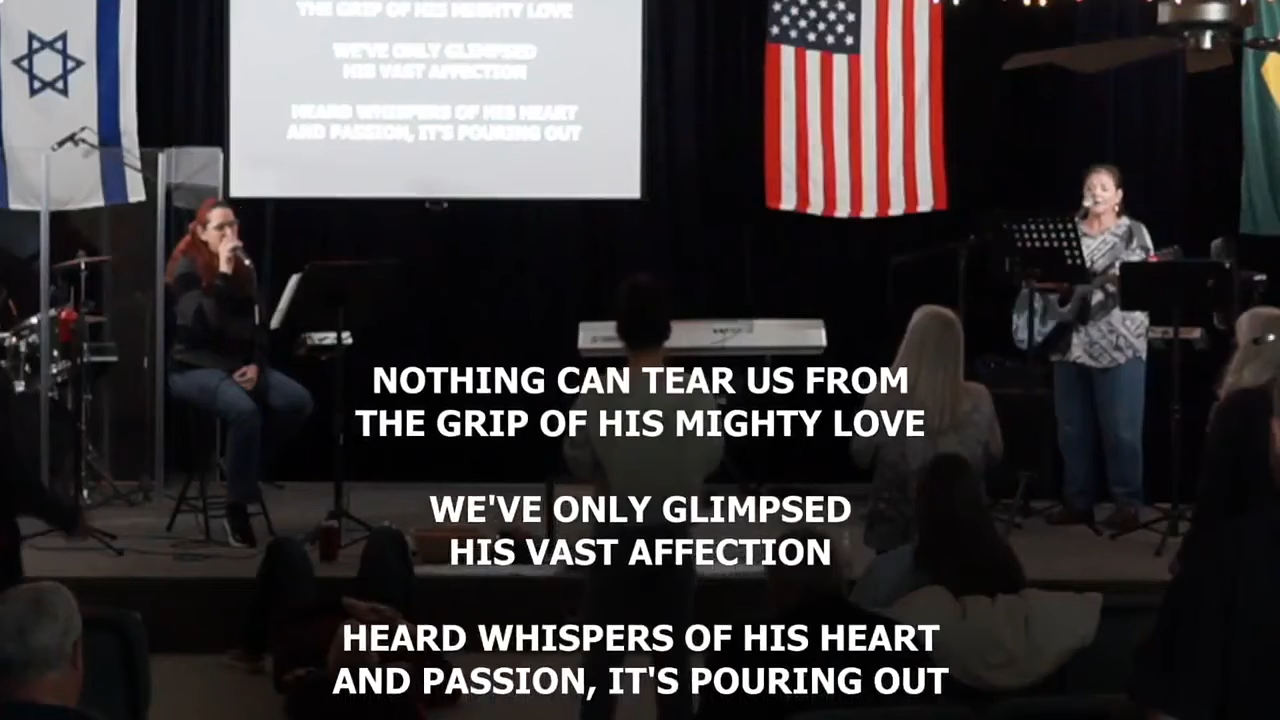 THE GRIP OF HIS MIGHTY LOVE
WE'VE ONLY GLIMPSED
HIS VAST AFFECTION
HEARD WHISPERS OF HIS HEART
AND PASSION, IT'S POURING OUT
NOTHING CAN TEAR US FROM
THE GRIP OF HIS MIGHTY LOVE
WE'VE ONLY GLIMPSED
HIS VAST AFFECTION
HEARD WHISPERS OF HIS HEART
AND PASSION, IT'S POURING OUT